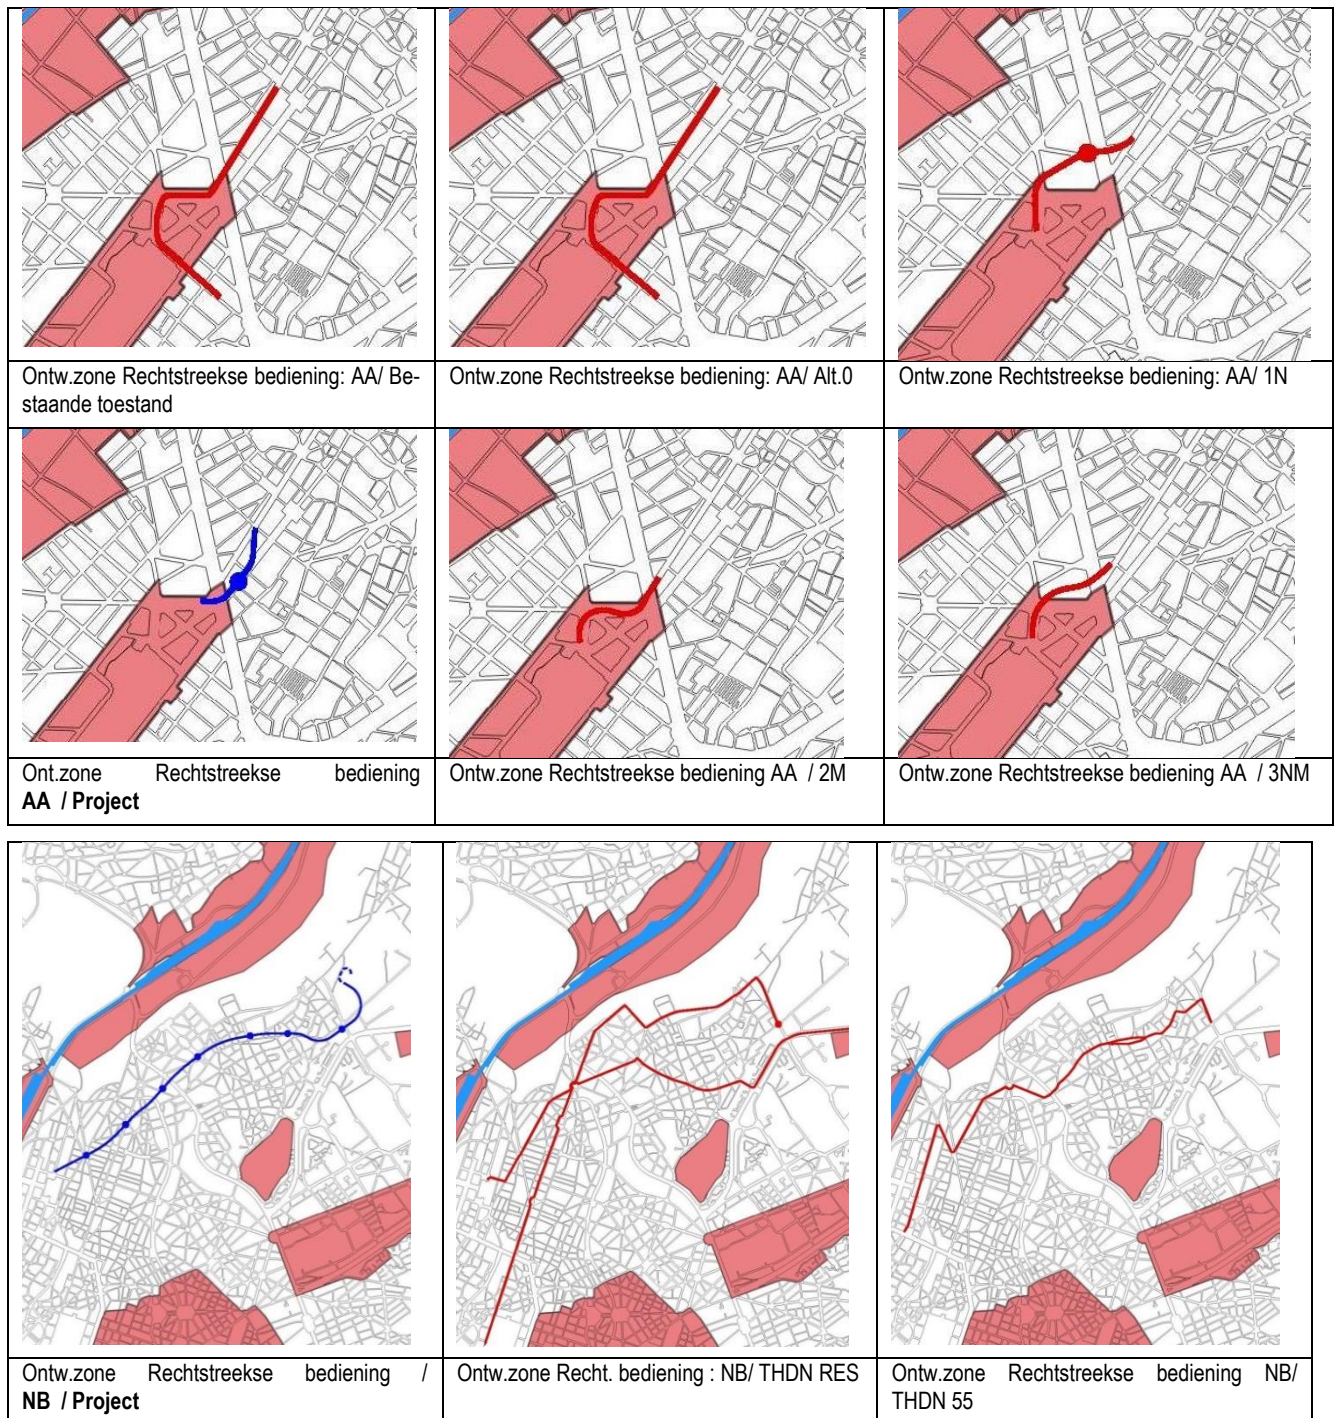 Ontw.zone Rechtstreekse bediening: AA/ Be-
staande toestand
Ontw.zone Rechtstreekse bediening: AA/ Alt.0
Ontw.zone Rechtstreekse bediening: AA/ 1N
Ont.zone Rechtstreekse bediening
AA / Project
Ontw.zone Rechtstreekse bediening AA / 2M
Ontw.zone Rechtstreekse bediening AA / 3NM
Ontw.zone Rechtstreekse bediening /
NB / Project
Ontw.zone Recht. bediening : NB/ THDN RES
Ontw.zone Rechtstreekse bediening NB/
THDN 55